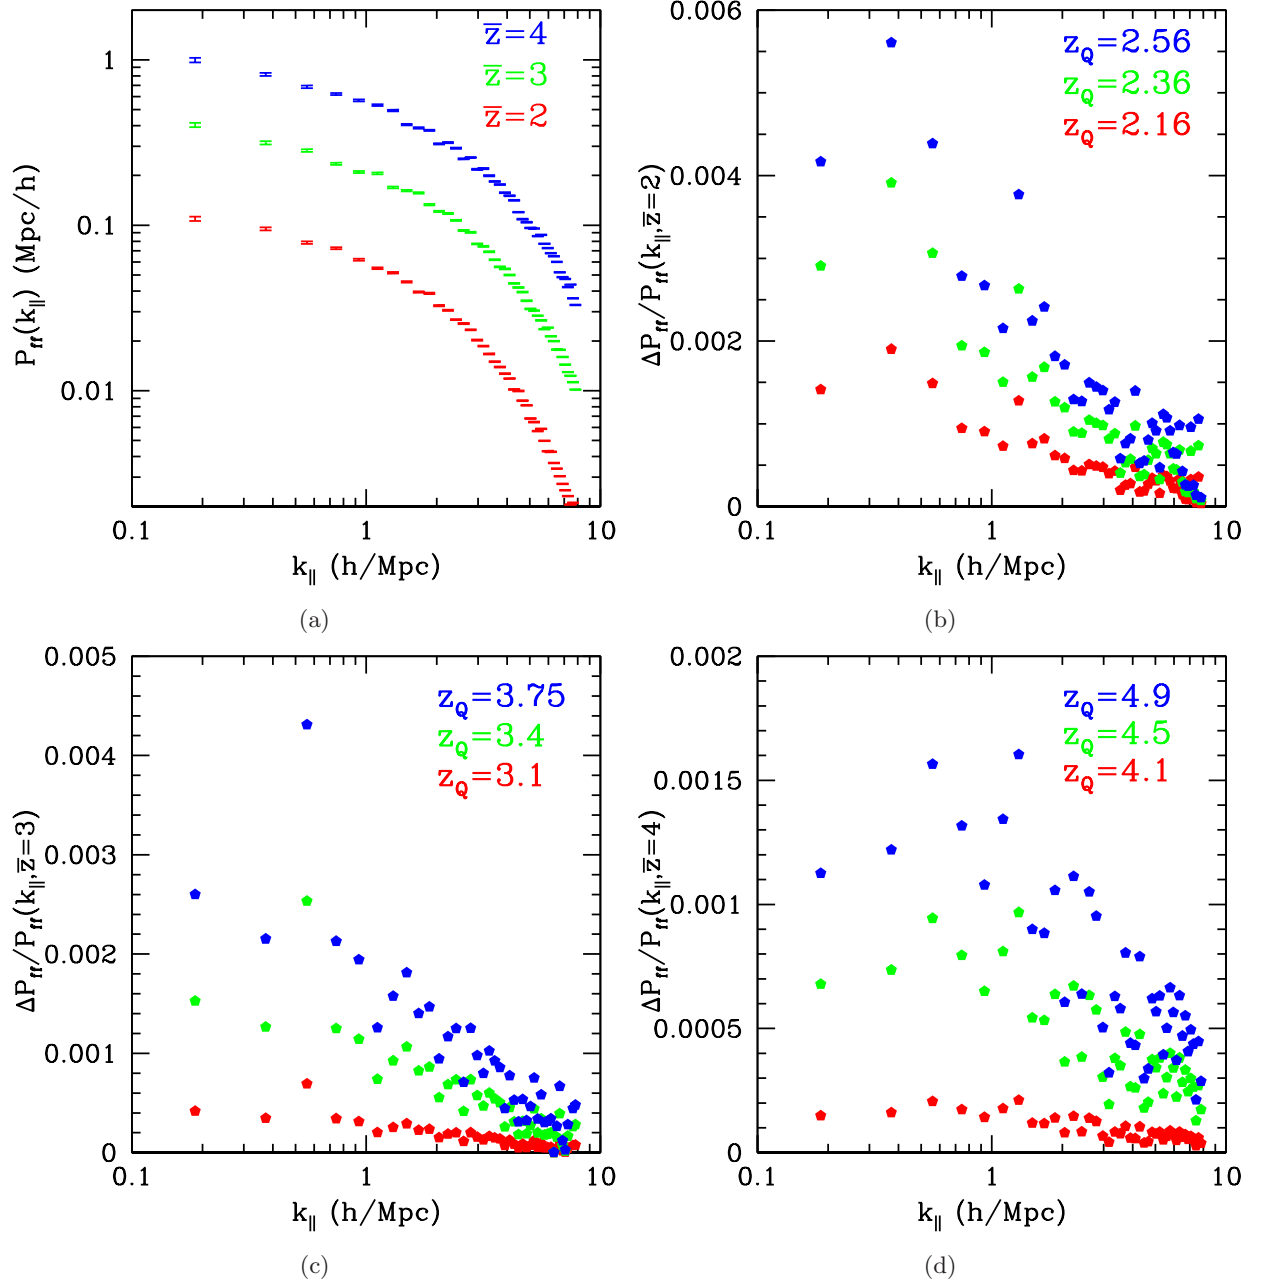 z̄=4
z̄=3
z̄=2
1
0.1
0.01
P_ff(k_∥) (Mpc/h)
0.1 1 10
k_∥ (h/Mpc)
(a)
z_Q=2.56
z_Q=2.36
z_Q=2.16
0.006
0.004
0.002
0
ΔP_ff/P_ff(k_∥,z̄=2)
0.1 1 10
k_∥ (h/Mpc)
(b)
z_Q=3.75
z_Q=3.4
z_Q=3.1
0.005
0.004
0.003
0.002
0.001
0
ΔP_ff/P_ff(k_∥,z̄=3)
0.1 1 10
k_∥ (h/Mpc)
(c)
z_Q=4.9
z_Q=4.5
z_Q=4.1
0.002
0.0015
0.001
0.0005
0
ΔP_ff/P_ff(k_∥,z̄=4)
0.1 1 10
k_∥ (h/Mpc)
(d)